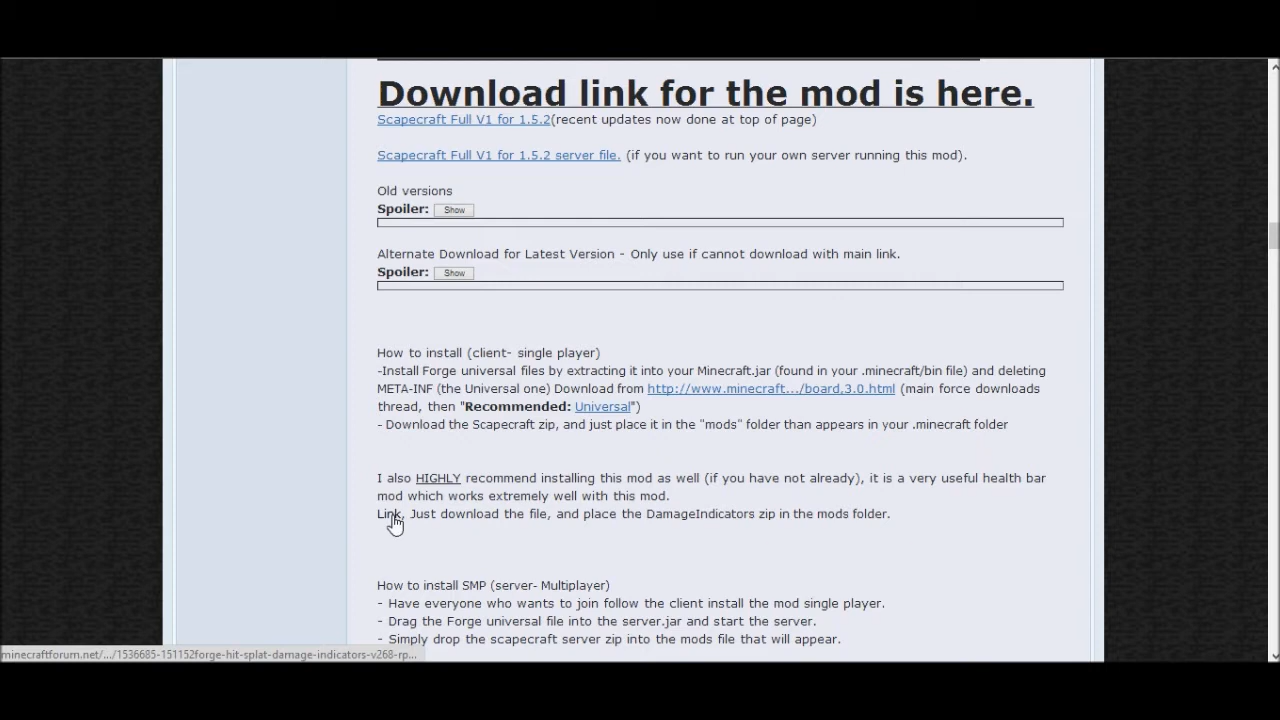 Download link for the mod is here.
Scapecraft Full V1 for 1.5.2(recent updates now done at top of page)
Scapecraft Full V1 for 1.5.2 server file. (if you want to run your own server running this mod).
Old versions
Spoiler: Show
Alternate Download for Latest Version - Only use if cannot download with main link.
Spoiler: Show
How to install (client- single player)
-Install Forge universal files by extracting it into your Minecraft.jar (found in your .minecraft/bin file) and deleting
META-INF (the Universal one) Download from http://www.minecraft.../board,3.0.html (main force downloads
thread, then "Recommended: Universal")
- Download the Scapecraft zip, and just place it in the "mods" folder than appears in your .minecraft folder
I also HIGHLY recommend installing this mod as well (if you have not already), it is a very useful health bar
mod which works extremely well with this mod.
Link, Just download the file, and place the DamageIndicators zip in the mods folder.
How to install SMP (server- Multiplayer)
- Have everyone who wants to join follow the client install the mod single player.
- Drag the Forge universal file into the server.jar and start the server.
- Simply drop the scapecraft server zip into the mods file that will appear.
minecraftforum.net/.../1536685-151152forge-hit-splat-damage-indicators-v268-rp...